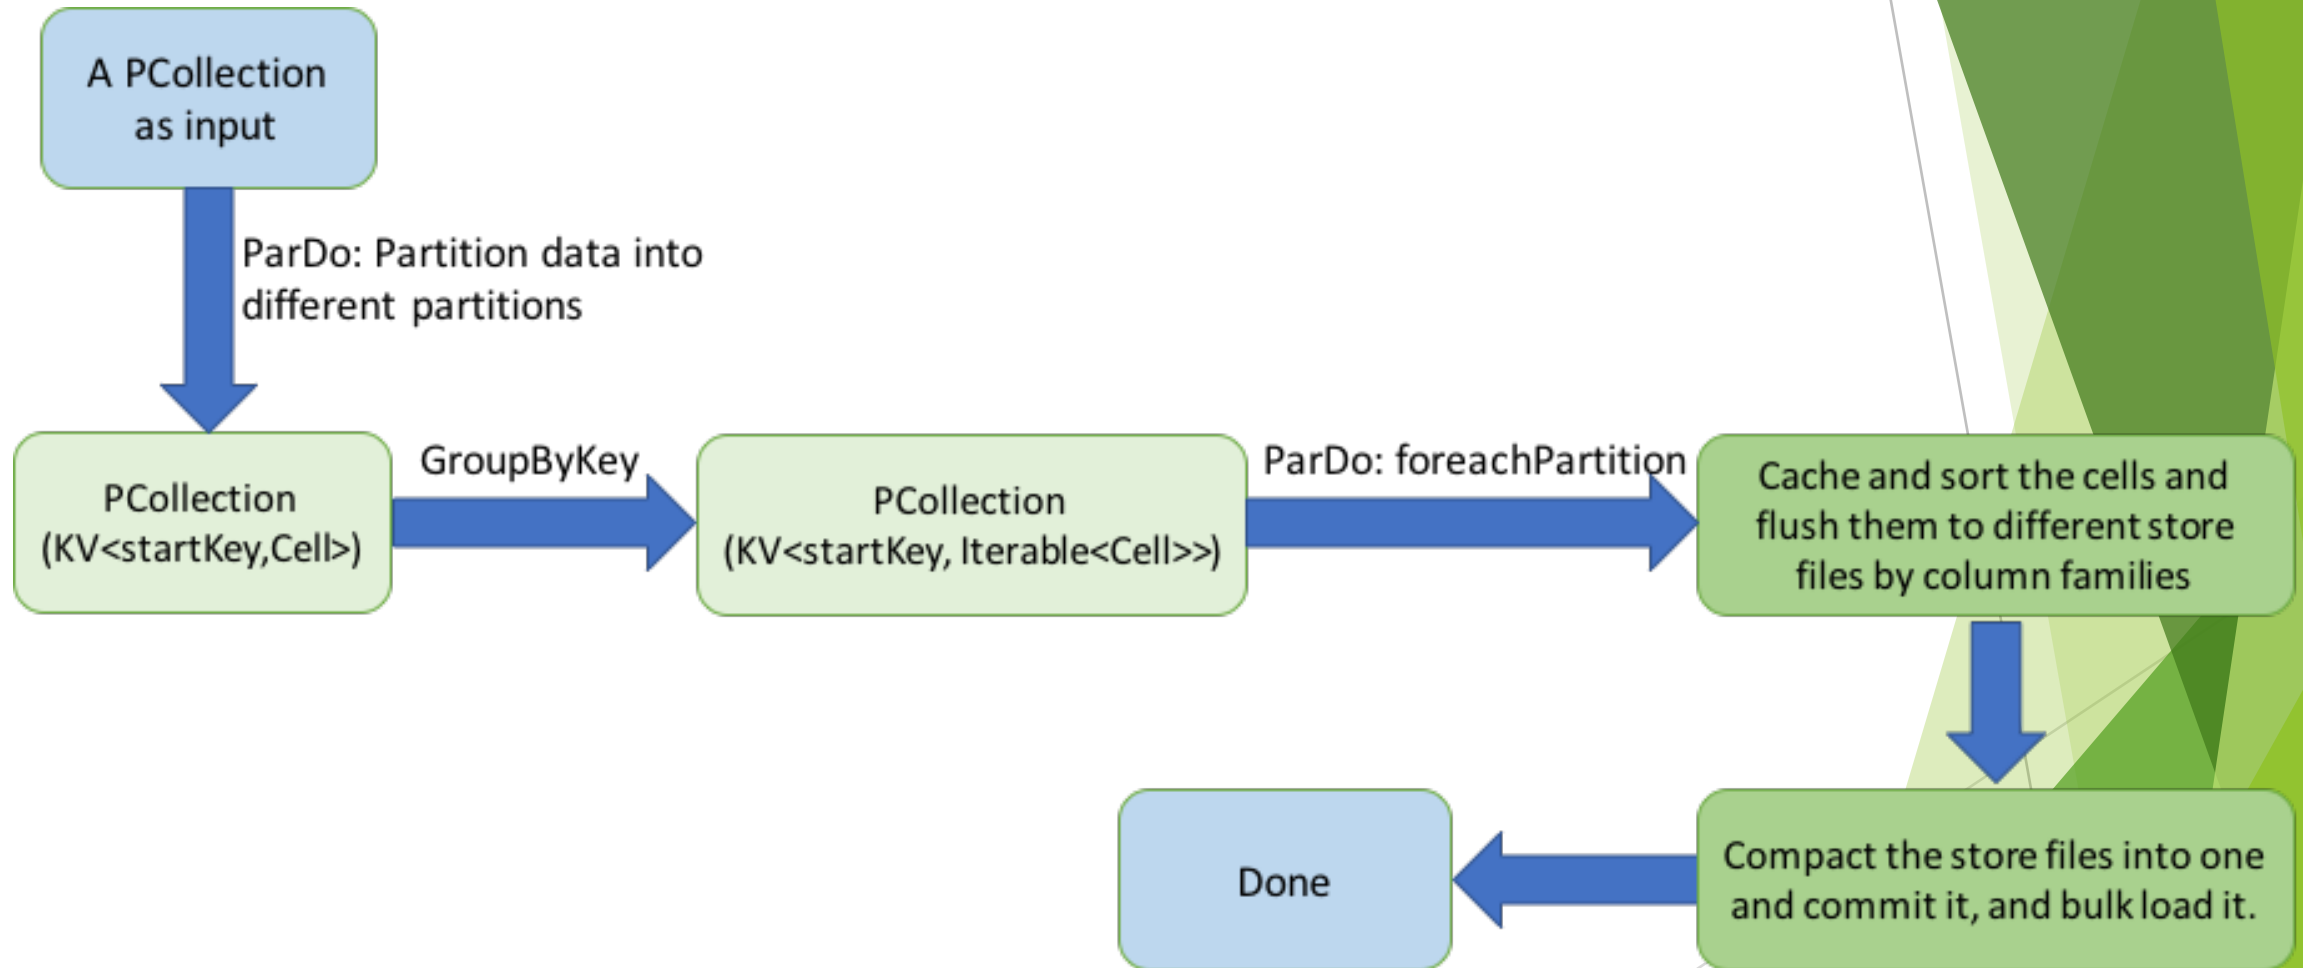 A PCollection
as input
ParDo: Partition data into
different partitions
PCollection
(KV<startKey,Cell>)
GroupByKey
PCollection
(KV<startKey, Iterable<Cell>>)
ParDo: foreachPartition
Cache and sort the cells and
flush them to different store
files by column families
Compact the store files into one
and commit it, and bulk load it.
Done